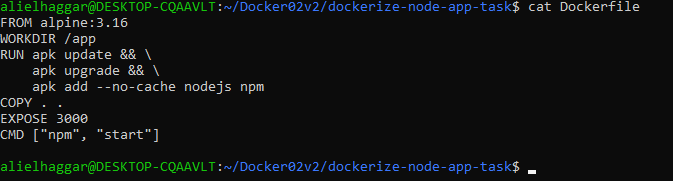 alielhaggar@DESKTOP-CQAAVLT:~/Docker02v2/dockerize-node-app-task$ cat Dockerfile
FROM alpine:3.16
WORKDIR /app
RUN apk update && \
    apk upgrade && \
    apk add --no-cache nodejs npm
COPY . .
EXPOSE 3000
CMD ["npm", "start"]
alielhaggar@DESKTOP-CQAAVLT:~/Docker02v2/dockerize-node-app-task$